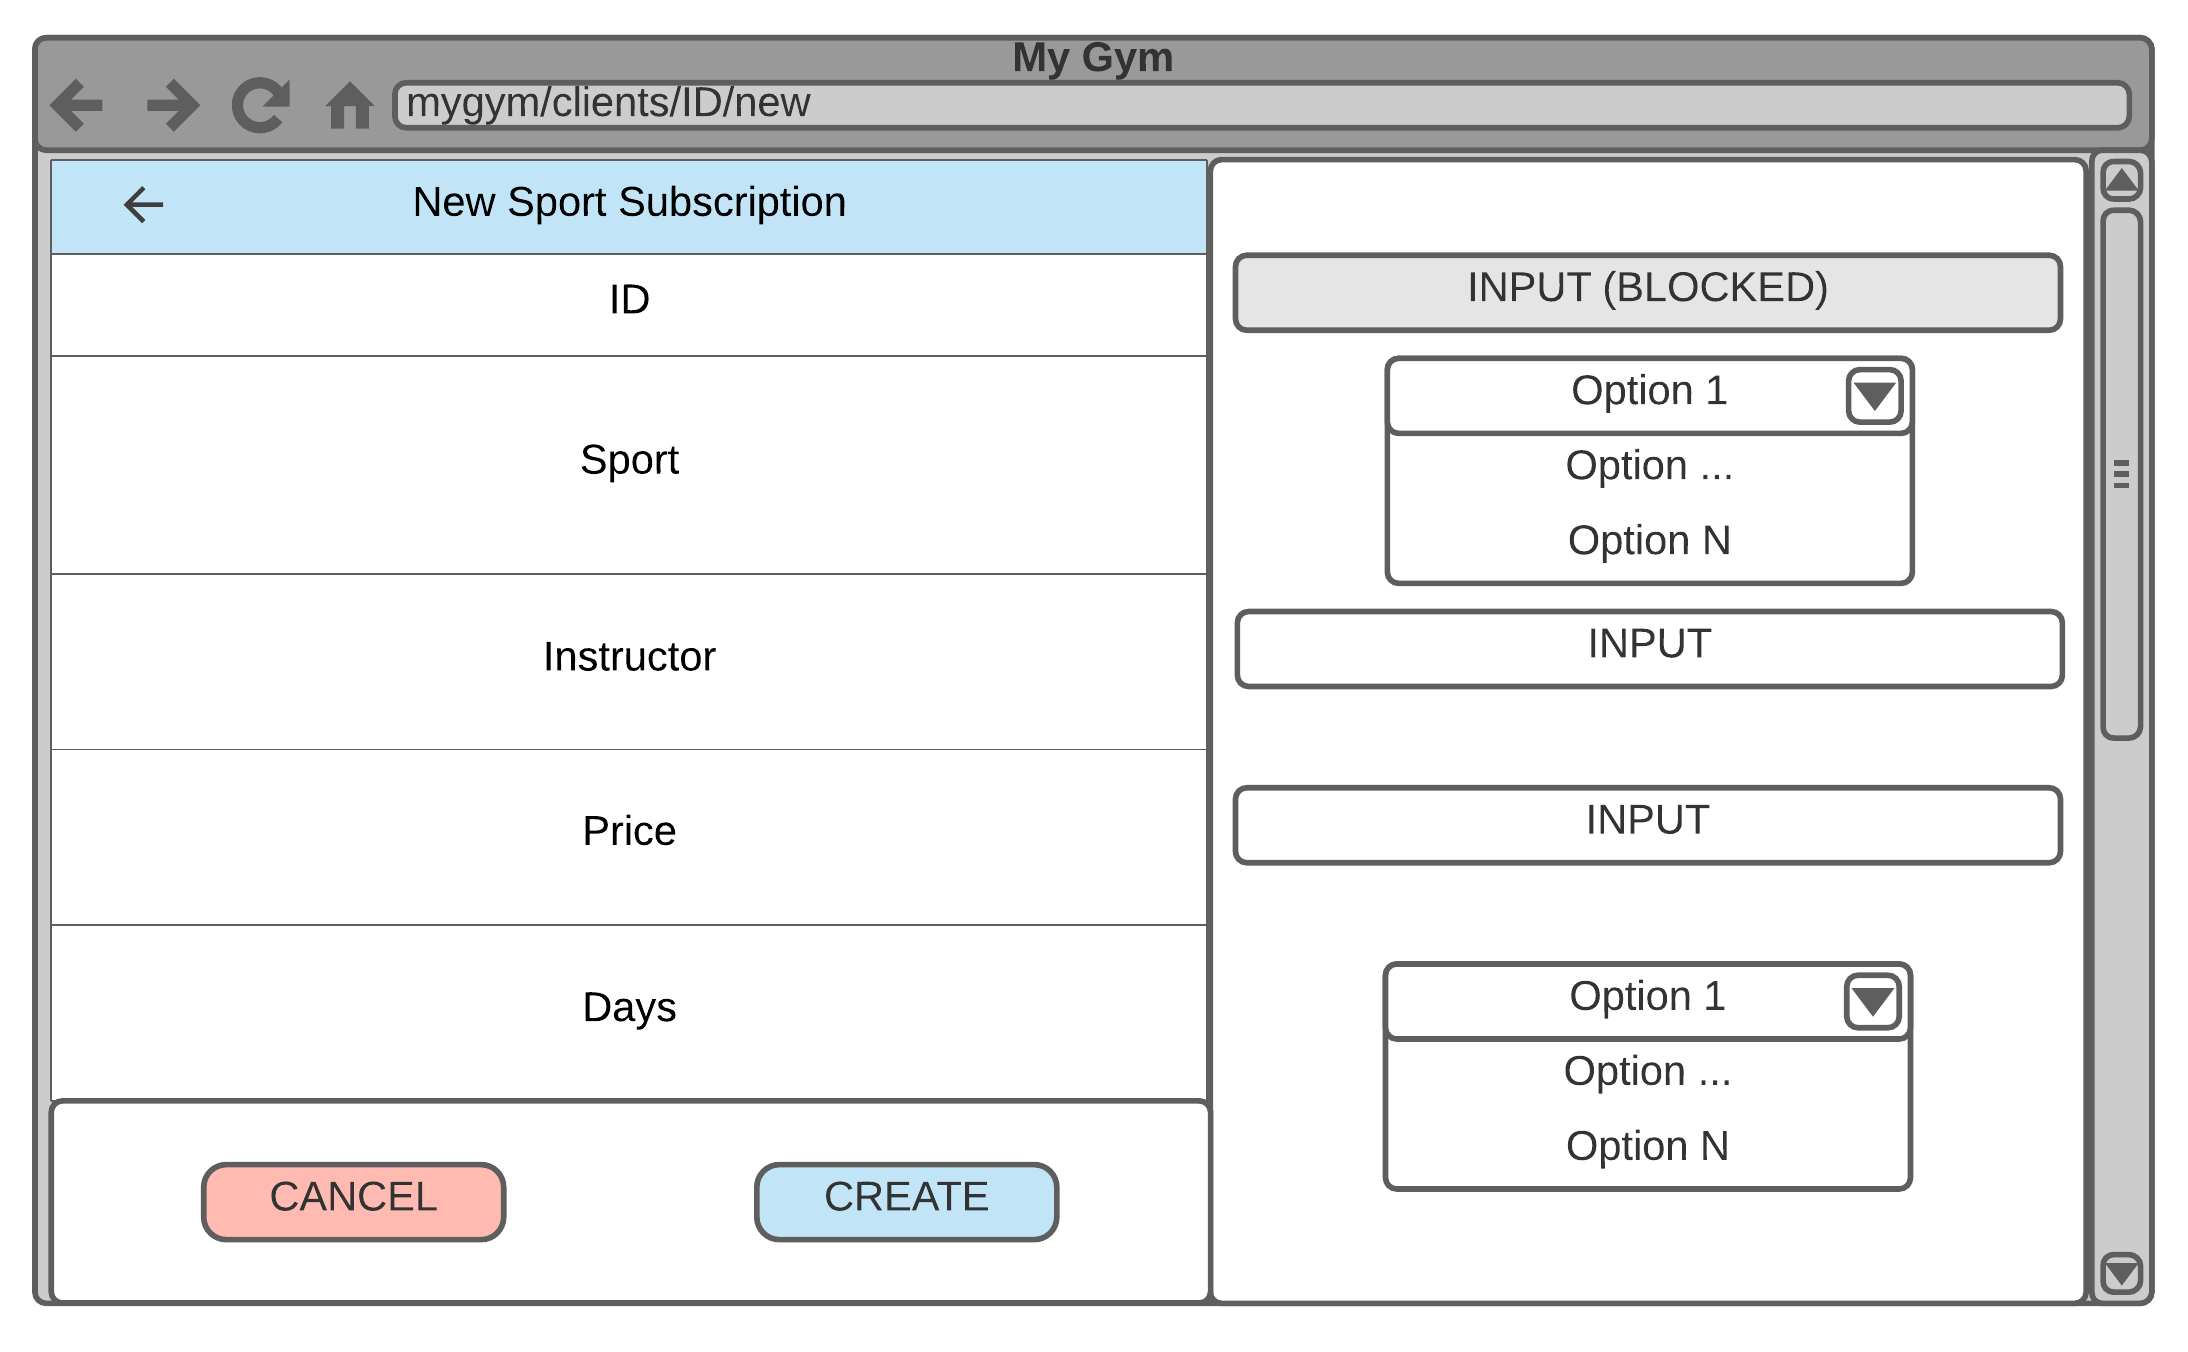 My Gym
mygym/clients/ID/new
New Sport Subscription
ID
INPUT (BLOCKED)
Sport
Option 1
Option ...
Option N
Instructor
INPUT
Price
INPUT
Days
Option 1
Option ...
Option N
CANCEL
CREATE